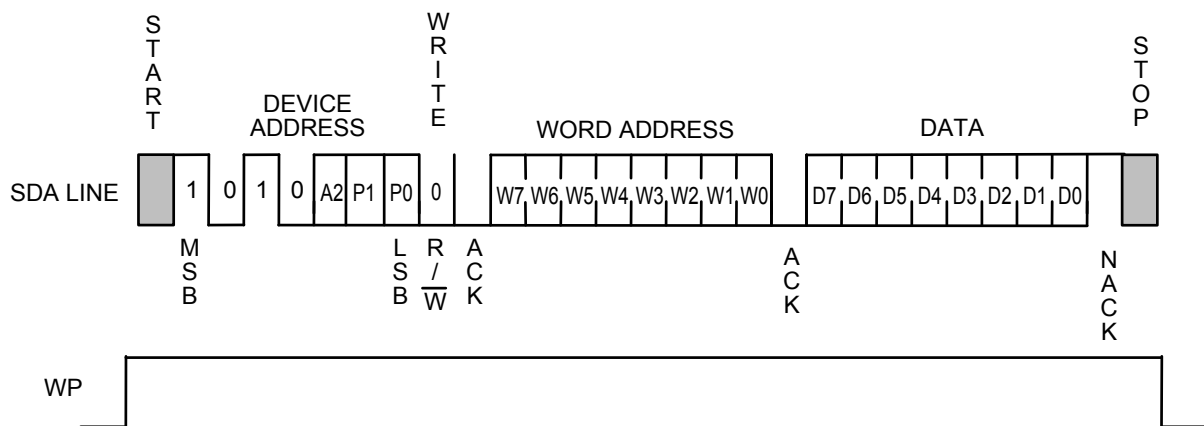 START
WRITE
STOP
DEVICE
ADDRESS
WORD ADDRESS
DATA
SDA LINE
1 0 1 0 A2 P1 P0 0 W7 W6 W5 W4 W3 W2 W1 W0 D7 D6 D5 D4 D3 D2 D1 D0
MSB
LSB
R/W̅
ACK
ACK
NACK
WP